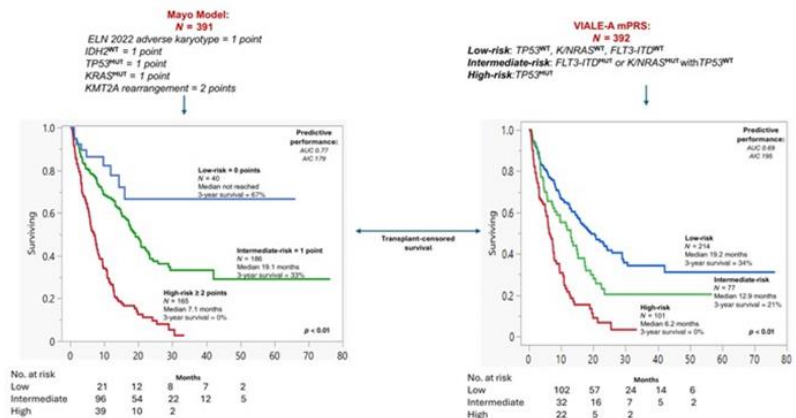 Mayo Model:
N = 391
ELN 2022 adverse karyotype = 1 point
IDH2WT = 1 point
TP53MUT = 1 point
KRASMUT = 1 point
KMT2A rearrangement = 2 points
1.0
0.8
0.6
0.4
0.2
0
Surviving
Predictive
performance:
AUC 0.77
AIC 179
Low-risk = 0 points
N = 40
Median not reached
3-year survival = 67%
Intermediate-risk = 1 point
N = 186
Median 19.1 months
3-year survival = 33%
High-risk ≥ 2 points
N = 165
Median 7.1 months
3-year survival = 0%
p < 0.01
0 10 20 30 40 50 60 70 80
Months
No. at risk
Low 21 12 8 7 2
Intermediate 96 54 22 12 5
High 39 10 2
Transplant-censored
survival
VIALE-A mPRS:
N = 392
Low-risk: TP53WT, K/NRASWT, FLT3-ITDWT
Intermediate-risk: FLT3-ITDMUT or K/NRASMUT with TP53WT
High-risk: TP53MUT
1.0
0.8
0.6
0.4
0.2
0
Surviving
Predictive
performance:
AUC 0.69
AIC 195
Low-risk
N = 214
Median 19.2 months
3-year survival = 34%
Intermediate-risk
N = 77
Median 12.9 months
3-year survival = 21%
High-risk
N = 101
Median 6.2 months
3-year survival = 0%
p < 0.01
0 10 20 30 40 50 60 70 80
Months
No. at risk
Low 102 57 24 14 6
Intermediate 32 16 7 5 2
High 22 5 2